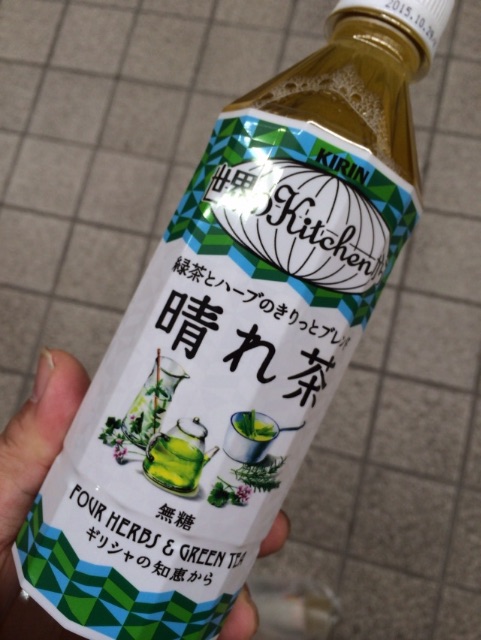 2015.10.2
KIRIN
世界のKitchenから
緑茶とハーブのきりっとブレンド
晴れ茶
無糖
FOUR HERBS & GREEN TEA
ギリシャの知恵から